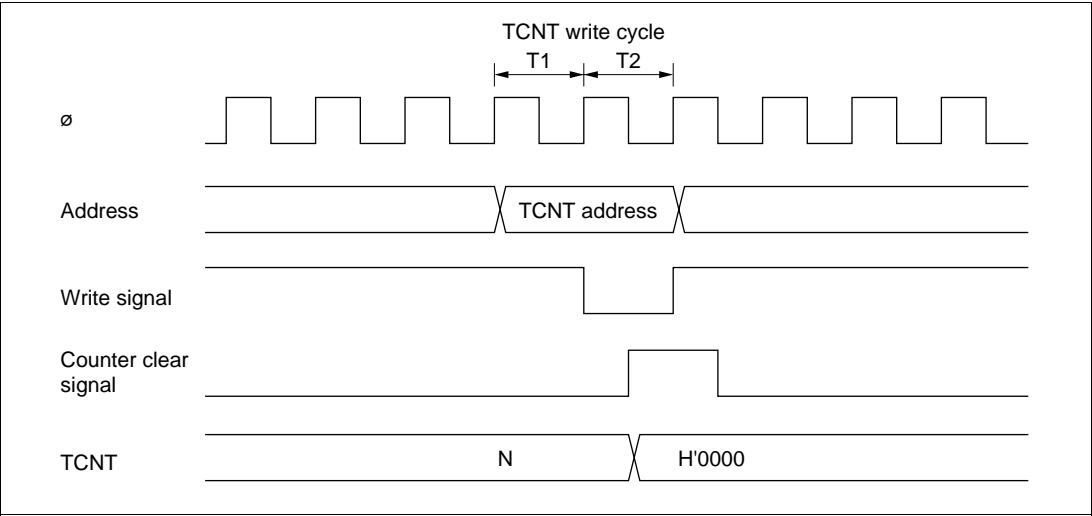 TCNT write cycle
T1 T2
ø
Address
TCNT address
Write signal
Counter clear
signal
TCNT
N
H'0000